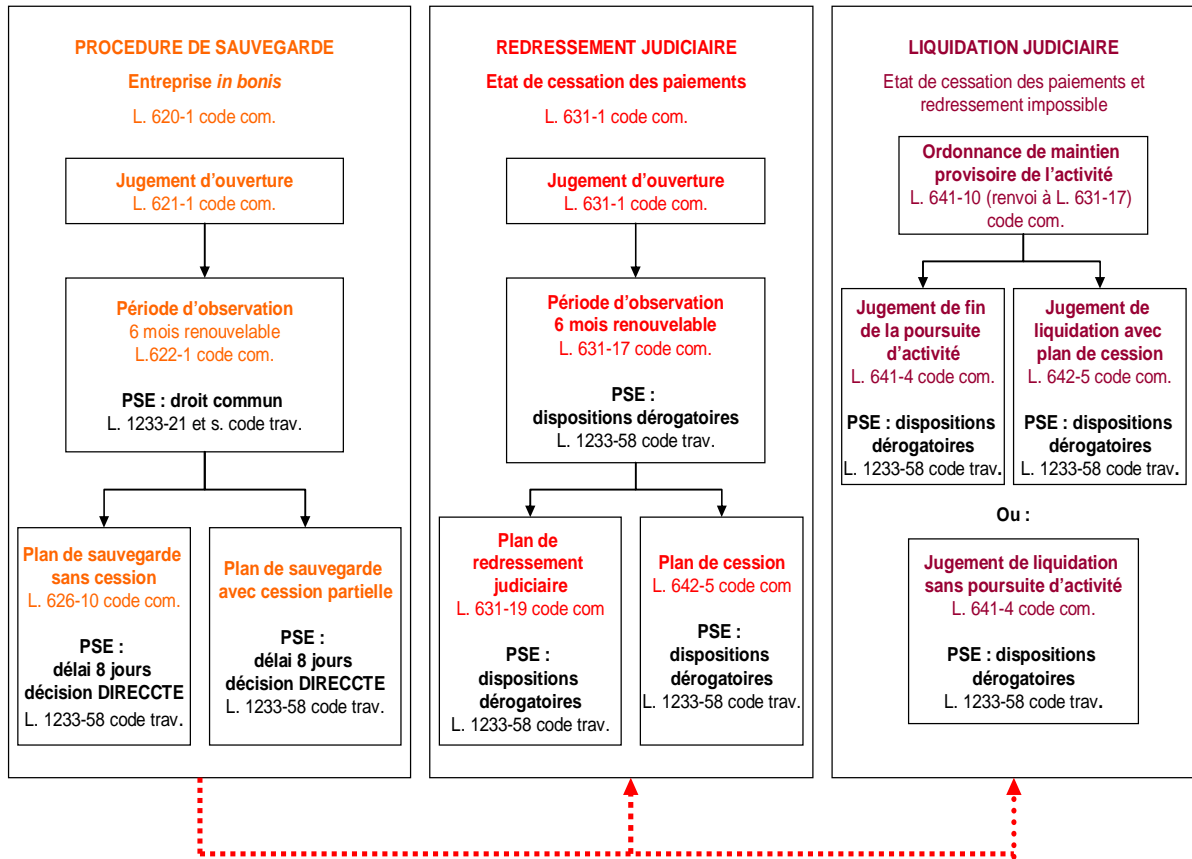 PROCEDURE DE SAUVEGARDE
Entreprise in bonis
L. 620-1 code com.
Jugement d'ouverture
L. 621-1 code com.
Période d'observation
6 mois renouvelable
L.622-1 code com.
PSE : droit commun
L. 1233-21 et s. code trav.
Plan de sauvegarde
sans cession
L. 626-10 code com.
PSE :
délai 8 jours
décision DIRECCTE
L. 1233-58 code trav.
Plan de sauvegarde
avec cession partielle
PSE :
délai 8 jours
décision DIRECCTE
L. 1233-58 code trav.
REDRESSEMENT JUDICIAIRE
Etat de cessation des paiements
L. 631-1 code com.
Jugement d'ouverture
L. 631-1 code com.
Période d'observation
6 mois renouvelable
L. 631-17 code com.
PSE :
dispositions dérogatoires
L. 1233-58 code trav.
Plan de
redressement
judiciaire
L. 631-19 code com
PSE :
dispositions
dérogatoires
L. 1233-58 code trav.
Plan de cession
L. 642-5 code com
PSE :
dispositions
dérogatoires
L. 1233-58 code trav.
LIQUIDATION JUDICIAIRE
Etat de cessation des paiements et
redressement impossible
Ordonnance de maintien
provisoire de l'activité
L. 641-10 (renvoi à L. 631-17)
code com.
Jugement de fin
de la poursuite
d'activité
L. 641-4 code com.
PSE : dispositions
dérogatoires
L. 1233-58 code trav.
Jugement de
liquidation avec
plan de cession
L. 642-5 code com.
PSE : dispositions
dérogatoires
L. 1233-58 code trav.
Ou :
Jugement de liquidation
sans poursuite d'activité
L. 641-4 code com.
PSE : dispositions
dérogatoires
L. 1233-58 code trav.